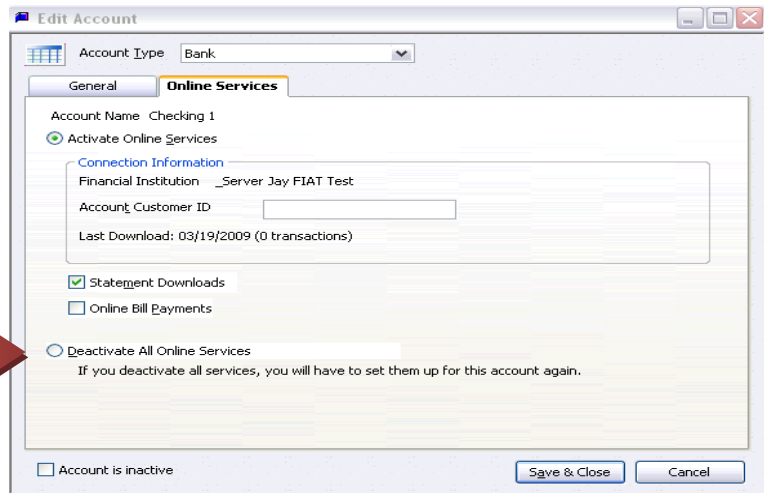 Edit Account
Account Type Bank
General Online Services
Account Name Checking 1
Activate Online Services
Connection Information
Financial Institution _Server Jay FIAT Test
Account Customer ID
Last Download: 03/19/2009 (0 transactions)
Statement Downloads
Online Bill Payments
Deactivate All Online Services
If you deactivate all services, you will have to set them up for this account again.
Account is inactive Save & Close Cancel